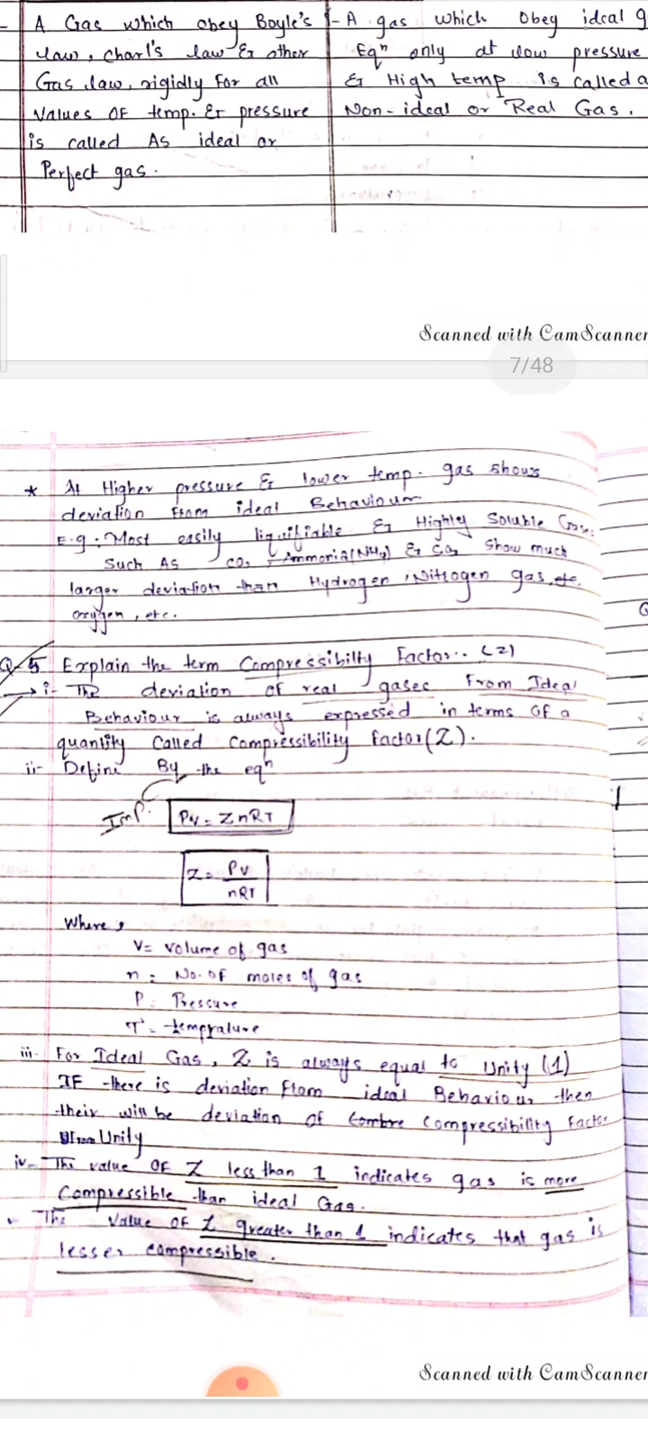 - A Gas which obey Boyle's
law, Charl's law & other
Gas law, rigidly For all
Values OF temp. & pressure
is called As ideal or
Perfect gas.
- A gas which Obey ideal g
Eqn only at low pressure
& High temp is called a
Non-ideal or Real Gas.
Scanned with CamScanner
7/48
* At Higher pressure & lower temp. gas shows
deviation From ideal Behaviour
E.g: Most easily liquifiable & Highly Soluble
Such As CO2, Ammonia(NH3) & SO2 Show much
larger deviation than Hydrogen, Nitrogen gas, etc.
oxygen, etc.
Q-5 Explain the term Compressibilty Factor.. (Z)
→ i- The deviation of real gases From Ideal
Behaviour is always expressed in terms of a
quantity Called Compressibility factor(Z).
ii- Define By the eqn
Imp. PV = ZnRT
Z = PV
nRT
Where,
V= Volume of gas
n = No. of moles of gas
P = Pressure
T = temprature
iii- For Ideal Gas, Z is always equal to Unity (1)
IF there is deviation from ideal Behaviour then
their will be deviation of Compressibility Factor
From Unity
iv- The value OF Z less than 1 indicates gas is more
Compressible than ideal Gas.
v The Value OF Z greater than 1 indicates that gas is
lesser compressible.
Scanned with CamScanner